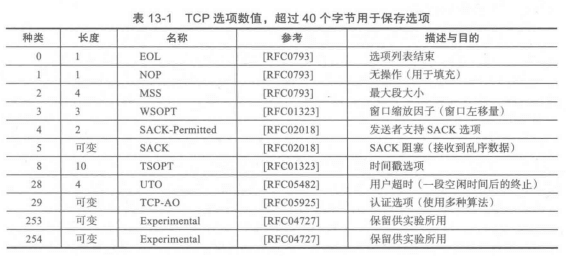 表 13-1 TCP 选项数值，超过 40 个字节用于保存选项
种类 长度 名称 参考 描述与目的
0 1 EOL [RFC0793] 选项列表结束
1 1 NOP [RFC0793] 无操作（用于填充）
2 4 MSS [RFC0793] 最大段大小
3 3 WSOPT [RFC01323] 窗口缩放因子（窗口左移量）
4 2 SACK-Permitted [RFC02018] 发送者支持 SACK 选项
5 可变 SACK [RFC02018] SACK 阻塞（接收到乱序数据）
8 10 TSOPT [RFC01323] 时间戳选项
28 4 UTO [RFC05482] 用户超时（一段空闲时间后的终止）
29 可变 TCP-AO [RFC05925] 认证选项（使用多种算法）
253 可变 Experimental [RFC04727] 保留供实验所用
254 可变 Experimental [RFC04727] 保留供实验所用